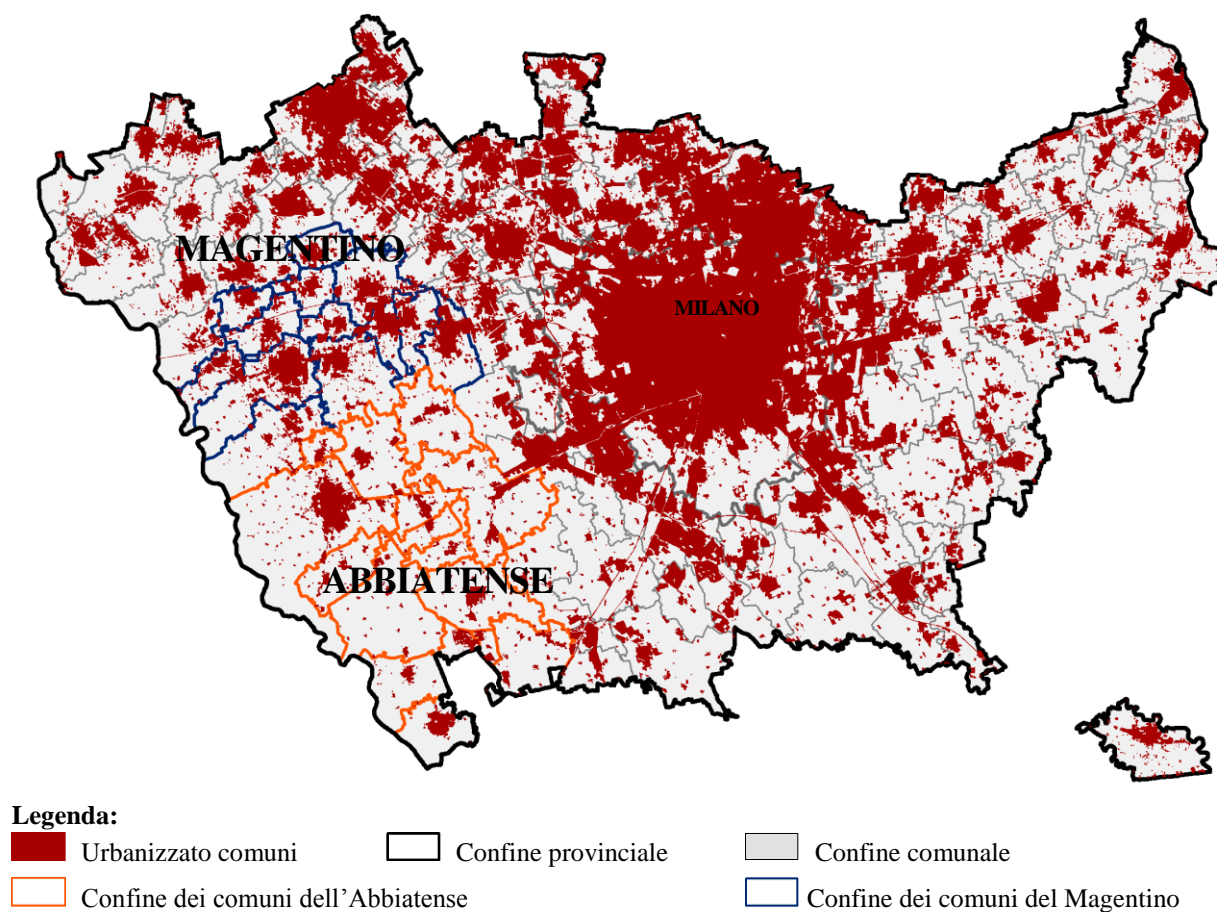 MAGENTINO
MILANO
ABBIATENSE
Legenda:
Urbanizzato comuni
Confine provinciale
Confine comunale
Confine dei comuni dell’Abbiatense
Confine dei comuni del Magentino